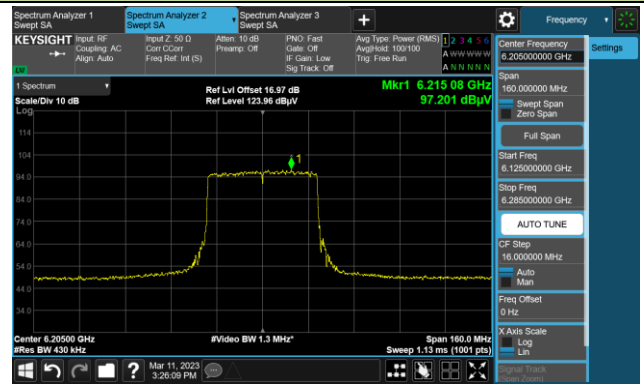 Spectrum Analyzer 1
Swept SA
Spectrum Analyzer 2
Swept SA
Spectrum Analyzer 3
Swept SA
+
Frequency
KEYSIGHT
Input: RF
Coupling: AC
Align: Auto
Input Z: 50 Ω
Corr CCorr
Freq Ref: Int (S)
Atten: 10 dB
Preamp: Off
PNO: Fast
Gate: Off
IF Gain: Low
Sig Track: Off
Avg Type: Power (RMS)
Avg|Hold: 100/100
Trig: Free Run
1 2 3 4 5 6
A W W W W W
A N N N N N
1 Spectrum
Scale/Div 10 dB
Log
Ref Lvl Offset 16.97 dB
Ref Level 123.96 dBµV
Mkr1 6.215 08 GHz
97.201 dBµV
114
104
94.0
84.0
74.0
64.0
54.0
44.0
34.0
1
Center 6.20500 GHz
#Res BW 430 kHz
#Video BW 1.3 MHz*
Span 160.0 MHz
Sweep 1.13 ms (1001 pts)
Mar 11, 2023
3:26:09 PM
?
Center Frequency
6.205000000 GHz
Settings
Span
160.000000 MHz
Swept Span
Zero Span
Full Span
Start Freq
6.125000000 GHz
Stop Freq
6.285000000 GHz
AUTO TUNE
CF Step
16.000000 MHz
Auto
Man
Freq Offset
0 Hz
X Axis Scale
Log
Lin
Signal Track
(Span Zoom)